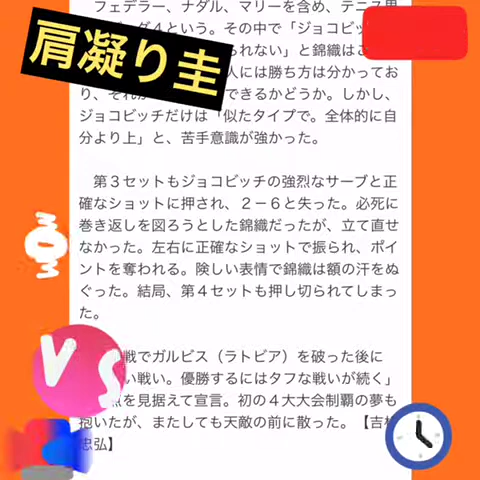 フェデラー、ナダル、マリーを含め、テニス男
４という。その中で「ジョコビッ
られない」と錦織はこ
人には勝ち方は分かってお
り、それが できるかどうか。しかし、
ジョコビッチだけは「似たタイプで。全体的に自
分より上」と、苦手意識が強かった。
肩凝り圭
第３セットもジョコビッチの強烈なサーブと正
確なショットに押され、２－６と失った。必死に
巻き返しを図ろうとした錦織だったが、立て直せ
なかった。左右に正確なショットで振られ、ポイ
ントを奪われる。険しい表情で錦織は額の汗をぬ
ぐった。結局、第４セットも押し切られてしまっ
た。
VS
戦でガルビス（ラトビア）を破った後に
い戦い。優勝するにはタフな戦いが続く」
点を見据えて宣言。初の４大大会制覇の夢も
抱いたが、またしても天敵の前に散った。【吉松
忠弘】